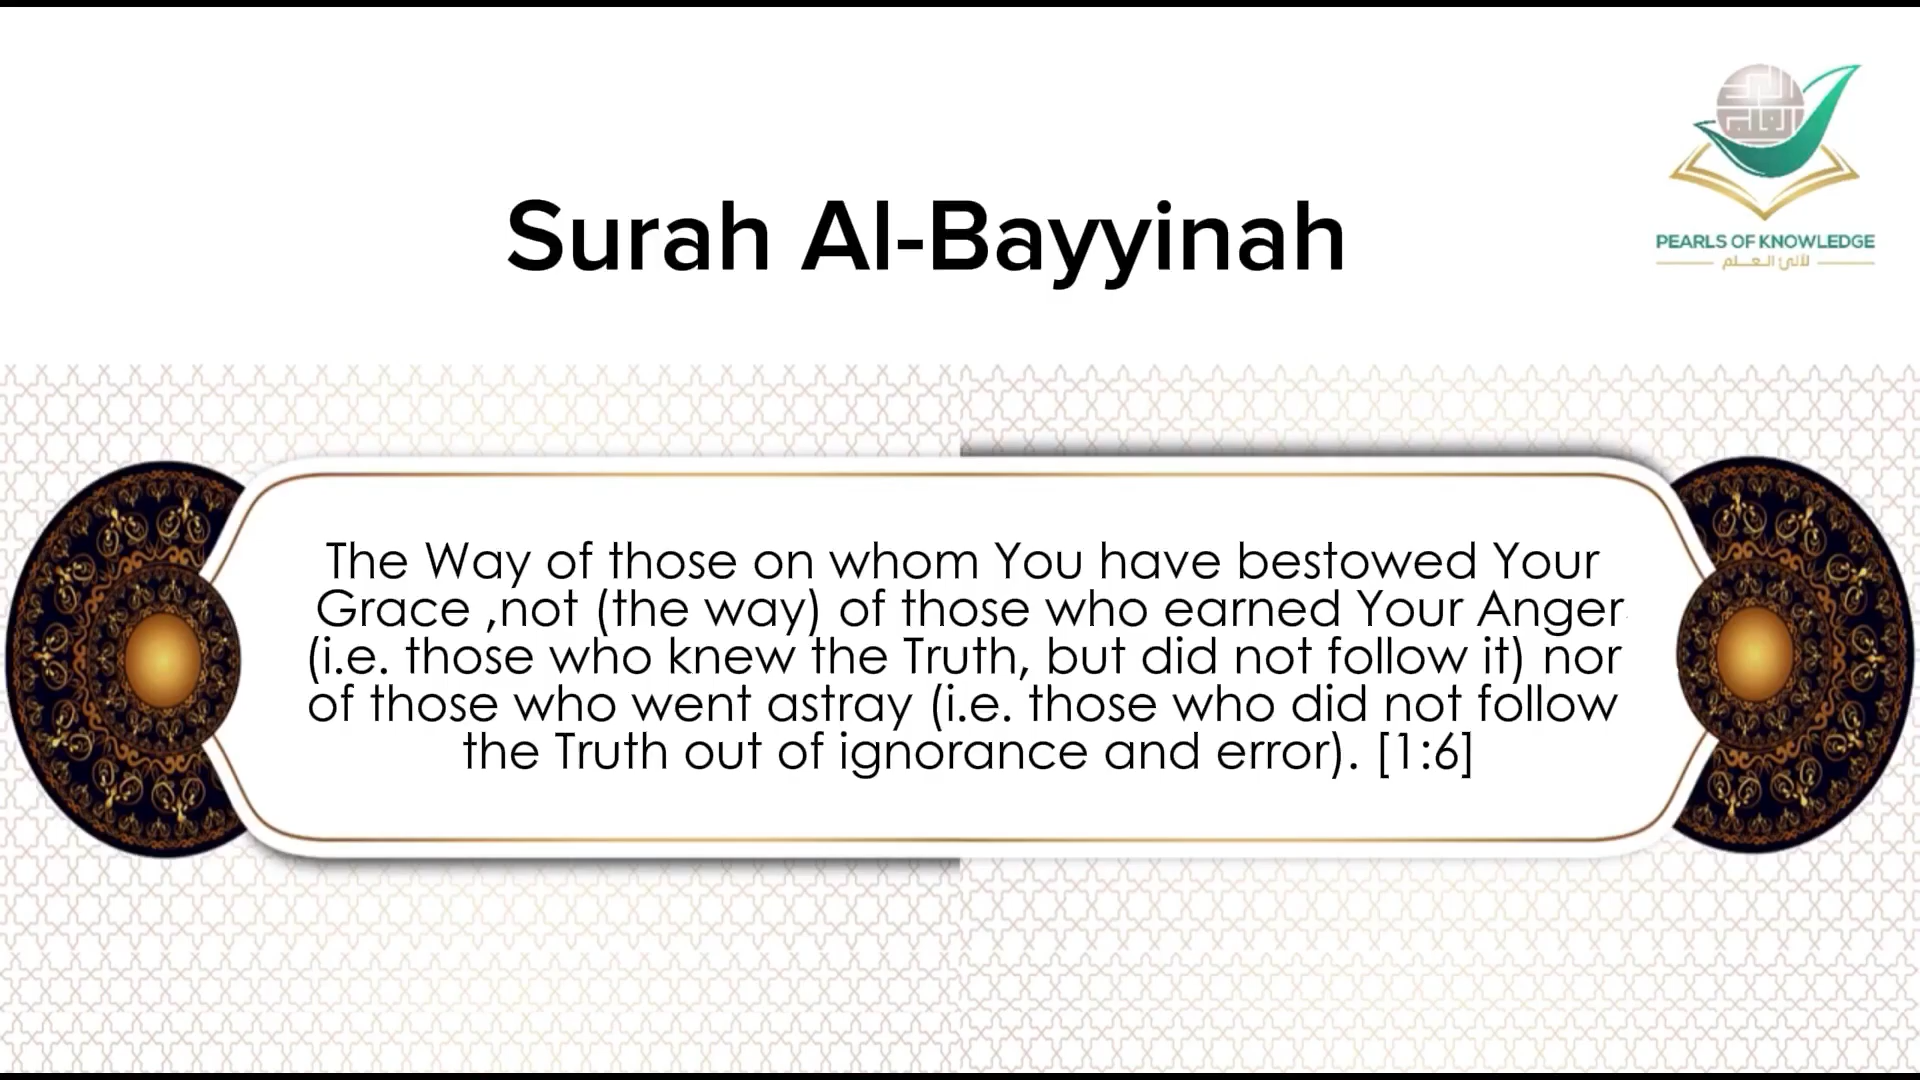 Surah Al-Bayyinah
PEARLS OF KNOWLEDGE
لآلئ العلم
The Way of those on whom You have bestowed Your
Grace ,not (the way) of those who earned Your Anger
(i.e. those who knew the Truth, but did not follow it) nor
of those who went astray (i.e. those who did not follow
the Truth out of ignorance and error). [1:6]